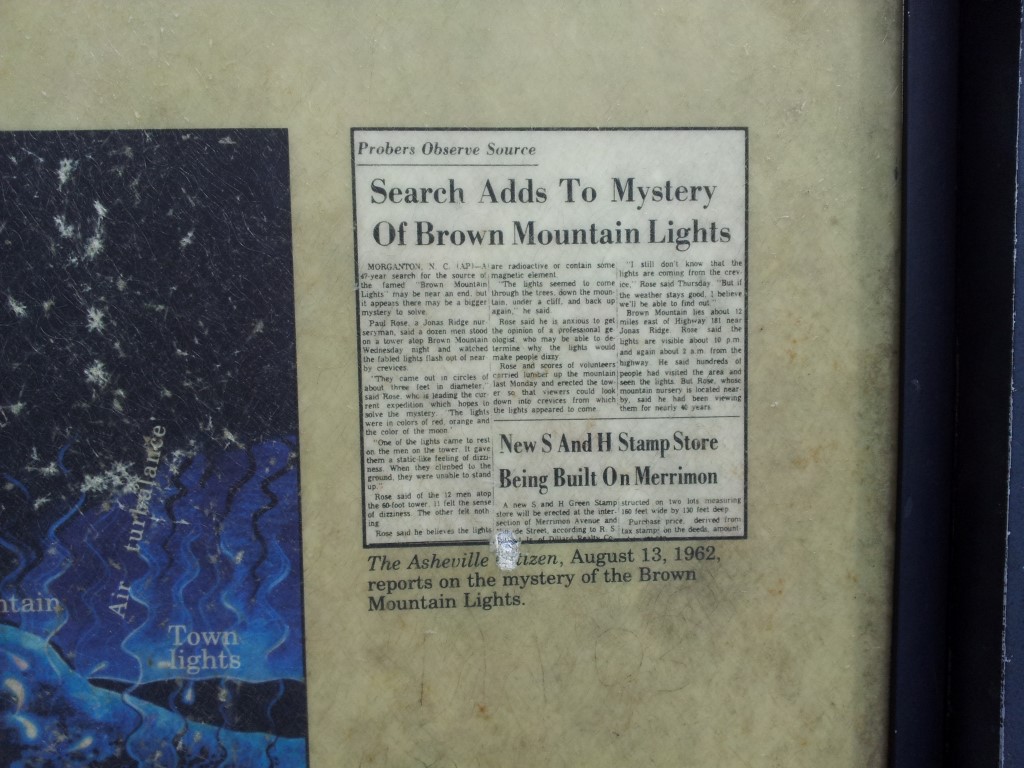 Probers Observe Source
Search Adds To Mystery
Of Brown Mountain Lights
MORGANTON, N. C. (AP)—A
47-year search for the source of
the famed "Brown Mountain
Lights" may be near an end, but
it appears there may be a bigger
mystery to solve.
Paul Rose, a Jonas Ridge nur-
seryman, said a dozen men stood
on a tower atop Brown Mountain
Wednesday night and watched
the fabled lights flash out of near-
by crevices.
"They came out in circles of
about three feet in diameter,"
said Rose, who is leading the cur-
rent expedition which hopes to
solve the mystery. "The lights
were in colors of red, orange and
the color of the moon."
"One of the lights came to rest
on the men on the tower. It gave
them a static-like feeling of dizzi-
ness. When they climbed to the
ground, they were unable to stand
up."
Rose said of the 12 men atop
the 60-foot tower, 11 felt the sense
of dizziness. The other felt noth-
ing.
Rose said he believes the lights
are radioactive or contain some
magnetic element.
"The lights seemed to come
through the trees, down the moun-
tain, under a cliff, and back up
again," he said.
Rose said he is anxious to get
the opinion of a professional ge-
ologist, who may be able to de-
termine why the lights would
make people dizzy.
Rose and scores of volunteers
carried lumber up the mountain
last Monday and erected the tow-
er so that viewers could look
down into crevices from which
the lights appeared to come.
"I still don't know that the
lights are coming from the crev-
ice," Rose said Thursday. "But if
the weather stays good, I believe
we'll be able to find out."
Brown Mountain lies about 12
miles east of Highway 181 near
Jonas Ridge. Rose said the
lights are visible about 10 p.m.
and again about 2 a.m. from the
highway. He said hundreds of
people had visited the area and
seen the lights. But Rose, whose
mountain nursery is located near-
by, said he had been viewing
them for nearly 40 years.
New S And H Stamp Store
Being Built On Merrimon
A new S and H Green Stamp
store will be erected at the inter-
section of Merrimon Avenue and
Street, according to R. S.
of Dillard Realty Co.
structed on two lots measuring
160 feet wide by 130 feet deep.
Purchase price, derived from
tax stamps on the deeds, amount-
The Asheville Citizen, August 13, 1962,
reports on the mystery of the Brown
Mountain Lights.
Air turbulance
ntain
Town
lights